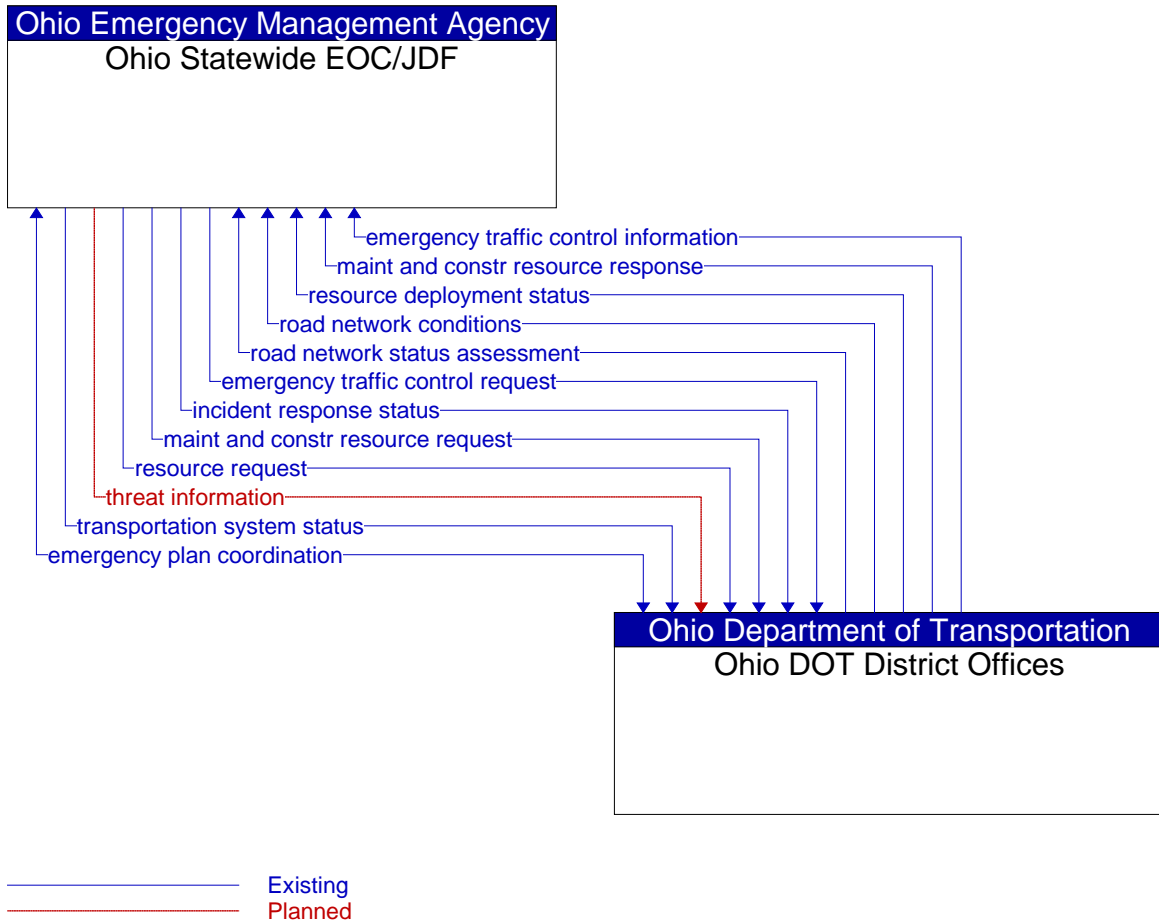 Ohio Emergency Management Agency
Ohio Statewide EOC/JDF
emergency traffic control information
maint and constr resource response
resource deployment status
road network conditions
road network status assessment
emergency traffic control request
incident response status
maint and constr resource request
resource request
threat information
transportation system status
emergency plan coordination
Ohio Department of Transportation
Ohio DOT District Offices
Existing
Planned